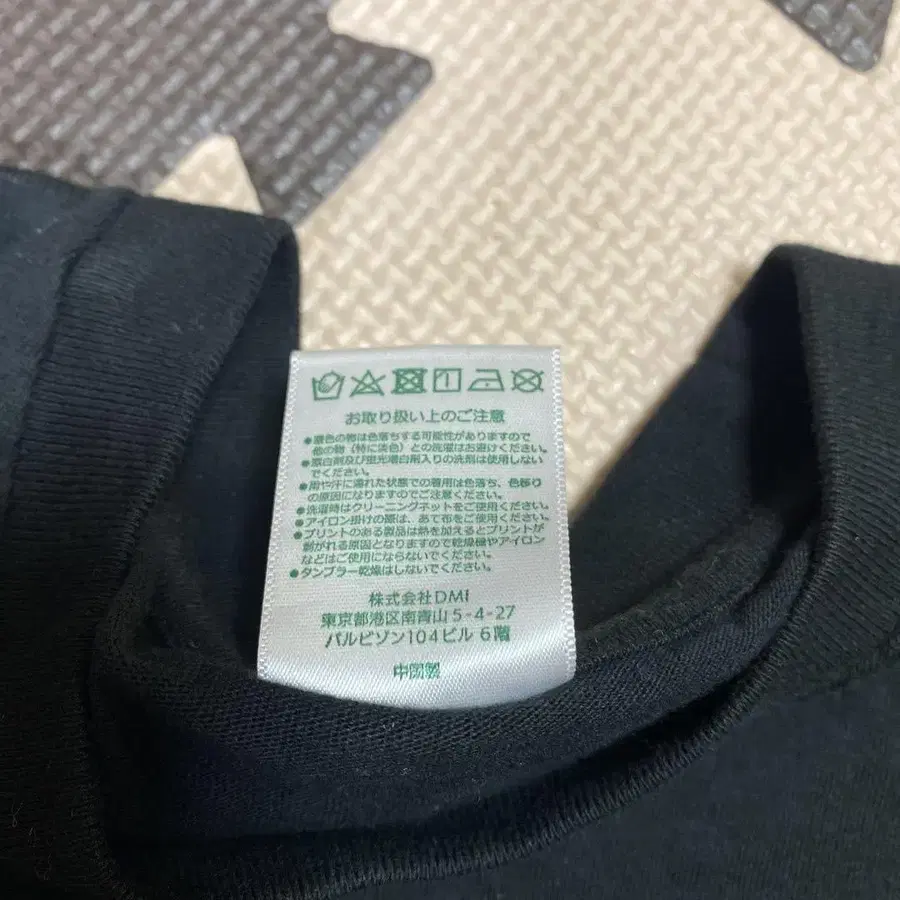 お取り扱い上のご注意
●濃色の物は色落ちする可能性がありますので
他の物（特に淡色）との洗濯はお避けください。
●漂白剤及び蛍光増白剤入りの洗剤は使用しない
でください。
●雨や汗に濡れた状態での着用は色落ち、色移り
の原因になりますのでご注意ください。
●洗濯時はクリーニングネットをご使用ください。
●アイロン掛けの際は、あて布をご使用ください。
●プリントのある製品は熱を加えるとプリントが
剥がれる原因となりますので乾燥機やアイロン
などはご使用にならないでください。
●タンブラー乾燥はしないでください。
株式会社DMI
東京都港区南青山5-4-27
バルビゾン104ビル 6階
中国製